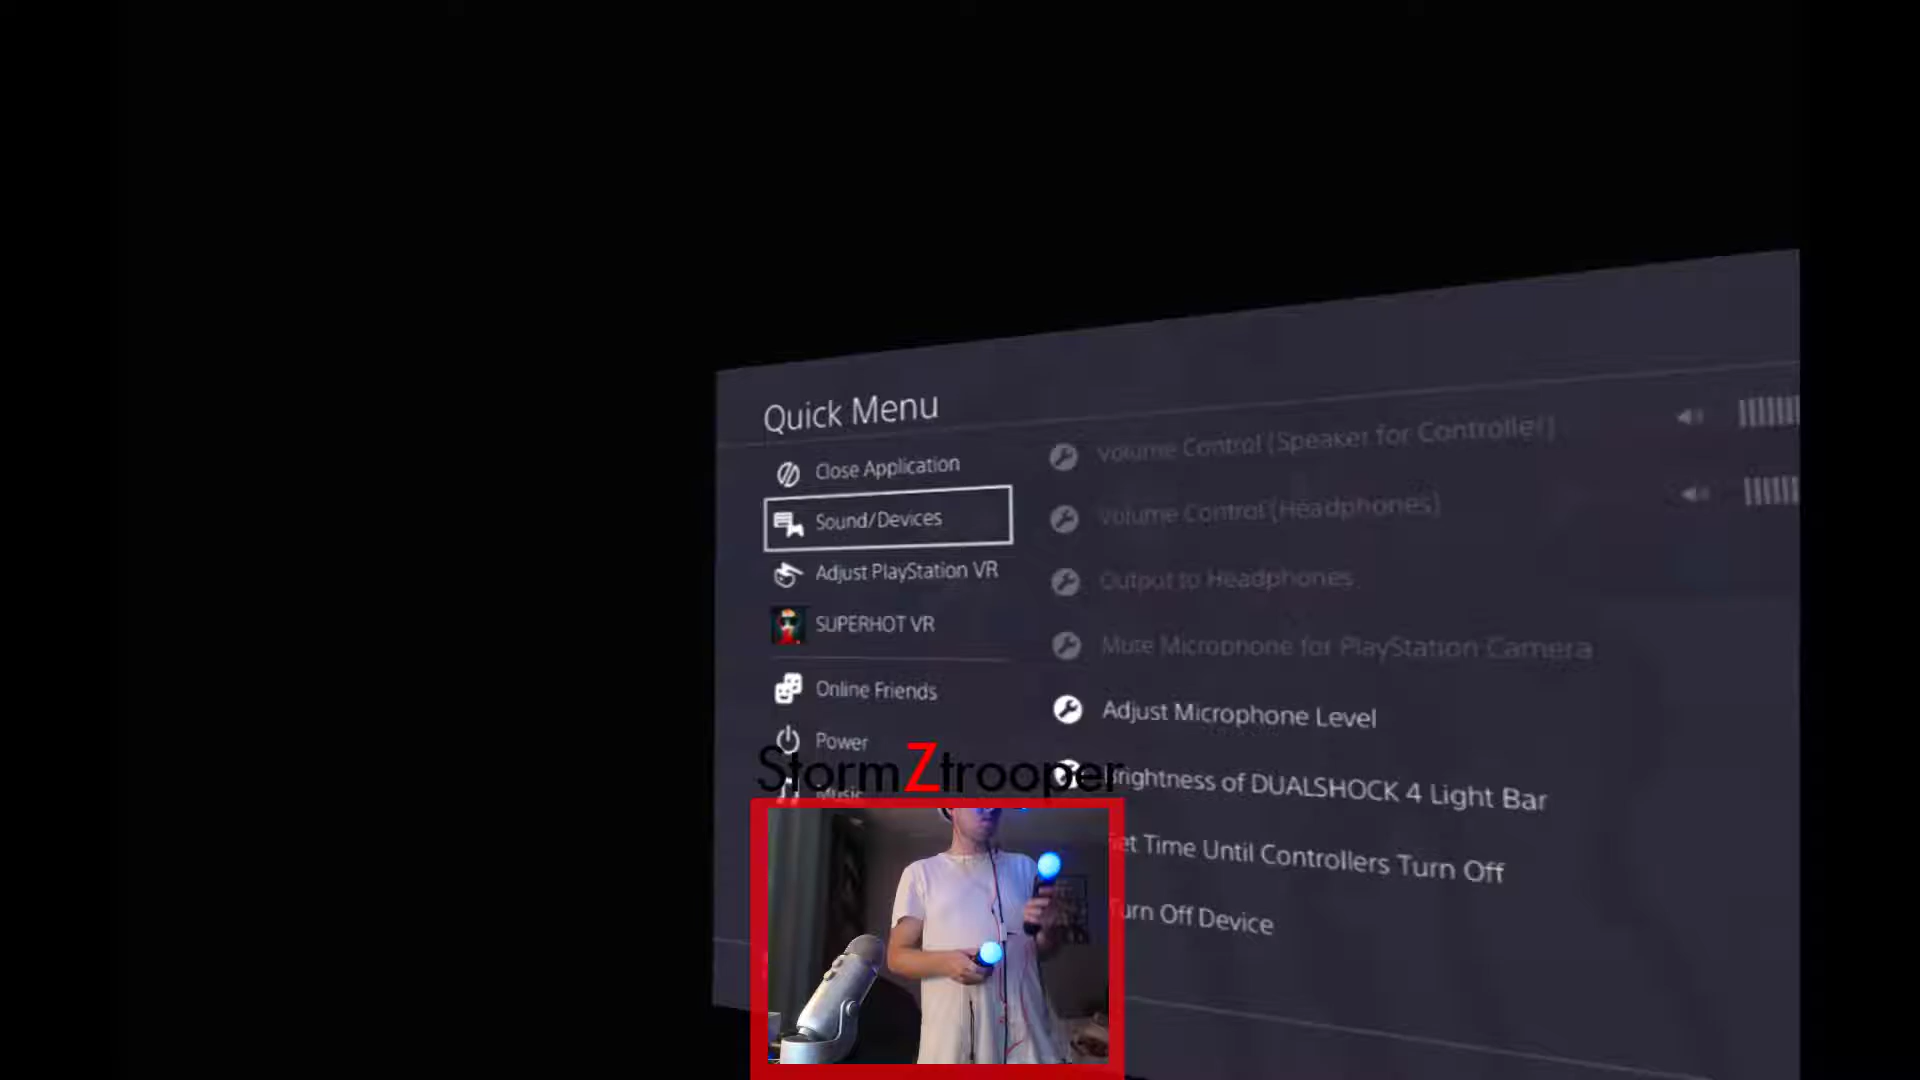 Quick Menu
Close Application
Sound/Devices
Adjust PlayStation VR
SUPERHOT VR
Online Friends
Power
Music
Volume Control (Speaker for Controller)
Volume Control (Headphones)
Output to Headphones
Mute Microphone for PlayStation Camera
Adjust Microphone Level
Brightness of DUALSHOCK 4 Light Bar
Set Time Until Controllers Turn Off
Turn Off Device
StormZtrooper